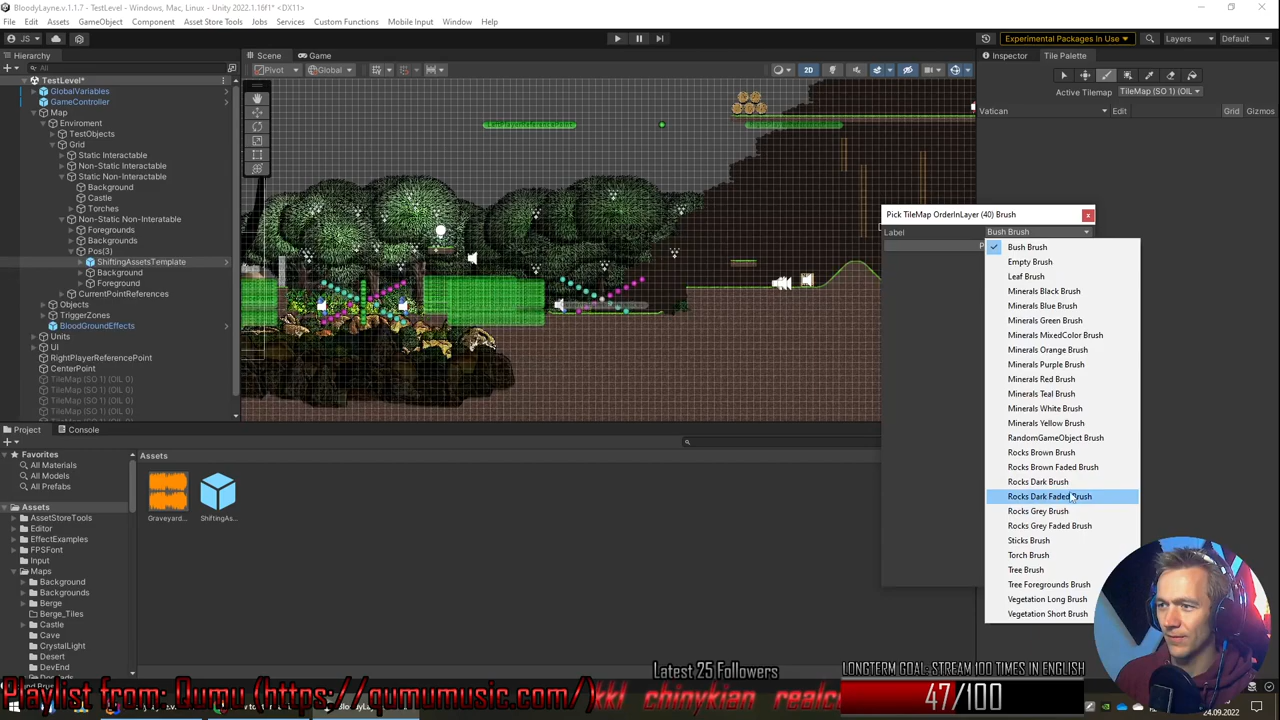 BloodyLayne.v.1.1.7 - TestLevel - Windows, Mac, Linux - Unity 2022.1.16f1* <DX11>
File Edit Assets GameObject Component Asset Store Tools Jobs Services Custom Functions Mobile Input Window Help
JS
Experimental Packages In Use
Layers
Default
Hierarchy
Scene
Game
Inspector
Tile Palette
All
Pivot
Global
2D
TestLevel*
GlobalVariables
GameController
Map
Enviroment
TestObjects
Grid
Static Interactable
Non-Static Interactable
Static Non-Interactable
Background
Castle
Torches
Non-Static Non-Interatable
Foregrounds
Backgrounds
Pos(3)
ShiftingAssetsTemplate
Background
Foreground
CurrentPointReferences
Objects
TriggerZones
BloodGroundEffects
Units
UI
RightPlayerReferencePoint
CenterPoint
TileMap (SO 1) (OIL 0)
TileMap (SO 1) (OIL 0)
TileMap (SO 1) (OIL 0)
LeftPlayerReferencePoint
Active Tilemap
TileMap (SO 1) (OIL
Vatican
Edit
Grid
Gizmos
Pick TileMap OrderInLayer (40) Brush
Label
Bush Brush
Bush Brush
Empty Brush
Leaf Brush
Minerals Black Brush
Minerals Blue Brush
Minerals Green Brush
Minerals MixedColor Brush
Minerals Orange Brush
Minerals Purple Brush
Minerals Red Brush
Minerals Teal Brush
Minerals White Brush
Minerals Yellow Brush
RandomGameObject Brush
Rocks Brown Brush
Rocks Brown Faded Brush
Rocks Dark Brush
Rocks Dark Faded Brush
Rocks Grey Brush
Rocks Grey Faded Brush
Sticks Brush
Torch Brush
Tree Brush
Tree Foregrounds Brush
Vegetation Long Brush
Vegetation Short Brush
Project
Console
Favorites
All Materials
All Models
All Prefabs
Assets
AssetStoreTools
Editor
EffectExamples
FPSFont
Input
Maps
Background
Backgrounds
Berge
Berge_Tiles
Castle
Cave
CrystalLight
Desert
DevEnd
Assets
Graveyard...
ShiftingAs...
Playlist from: Qumu(https://qumumusic.com/)
Latest 25 Followers
kkl chinykian realcu
LONGTERM GOAL: STREAM 100 TIMES IN ENGLISH
47/100
24.09.2022